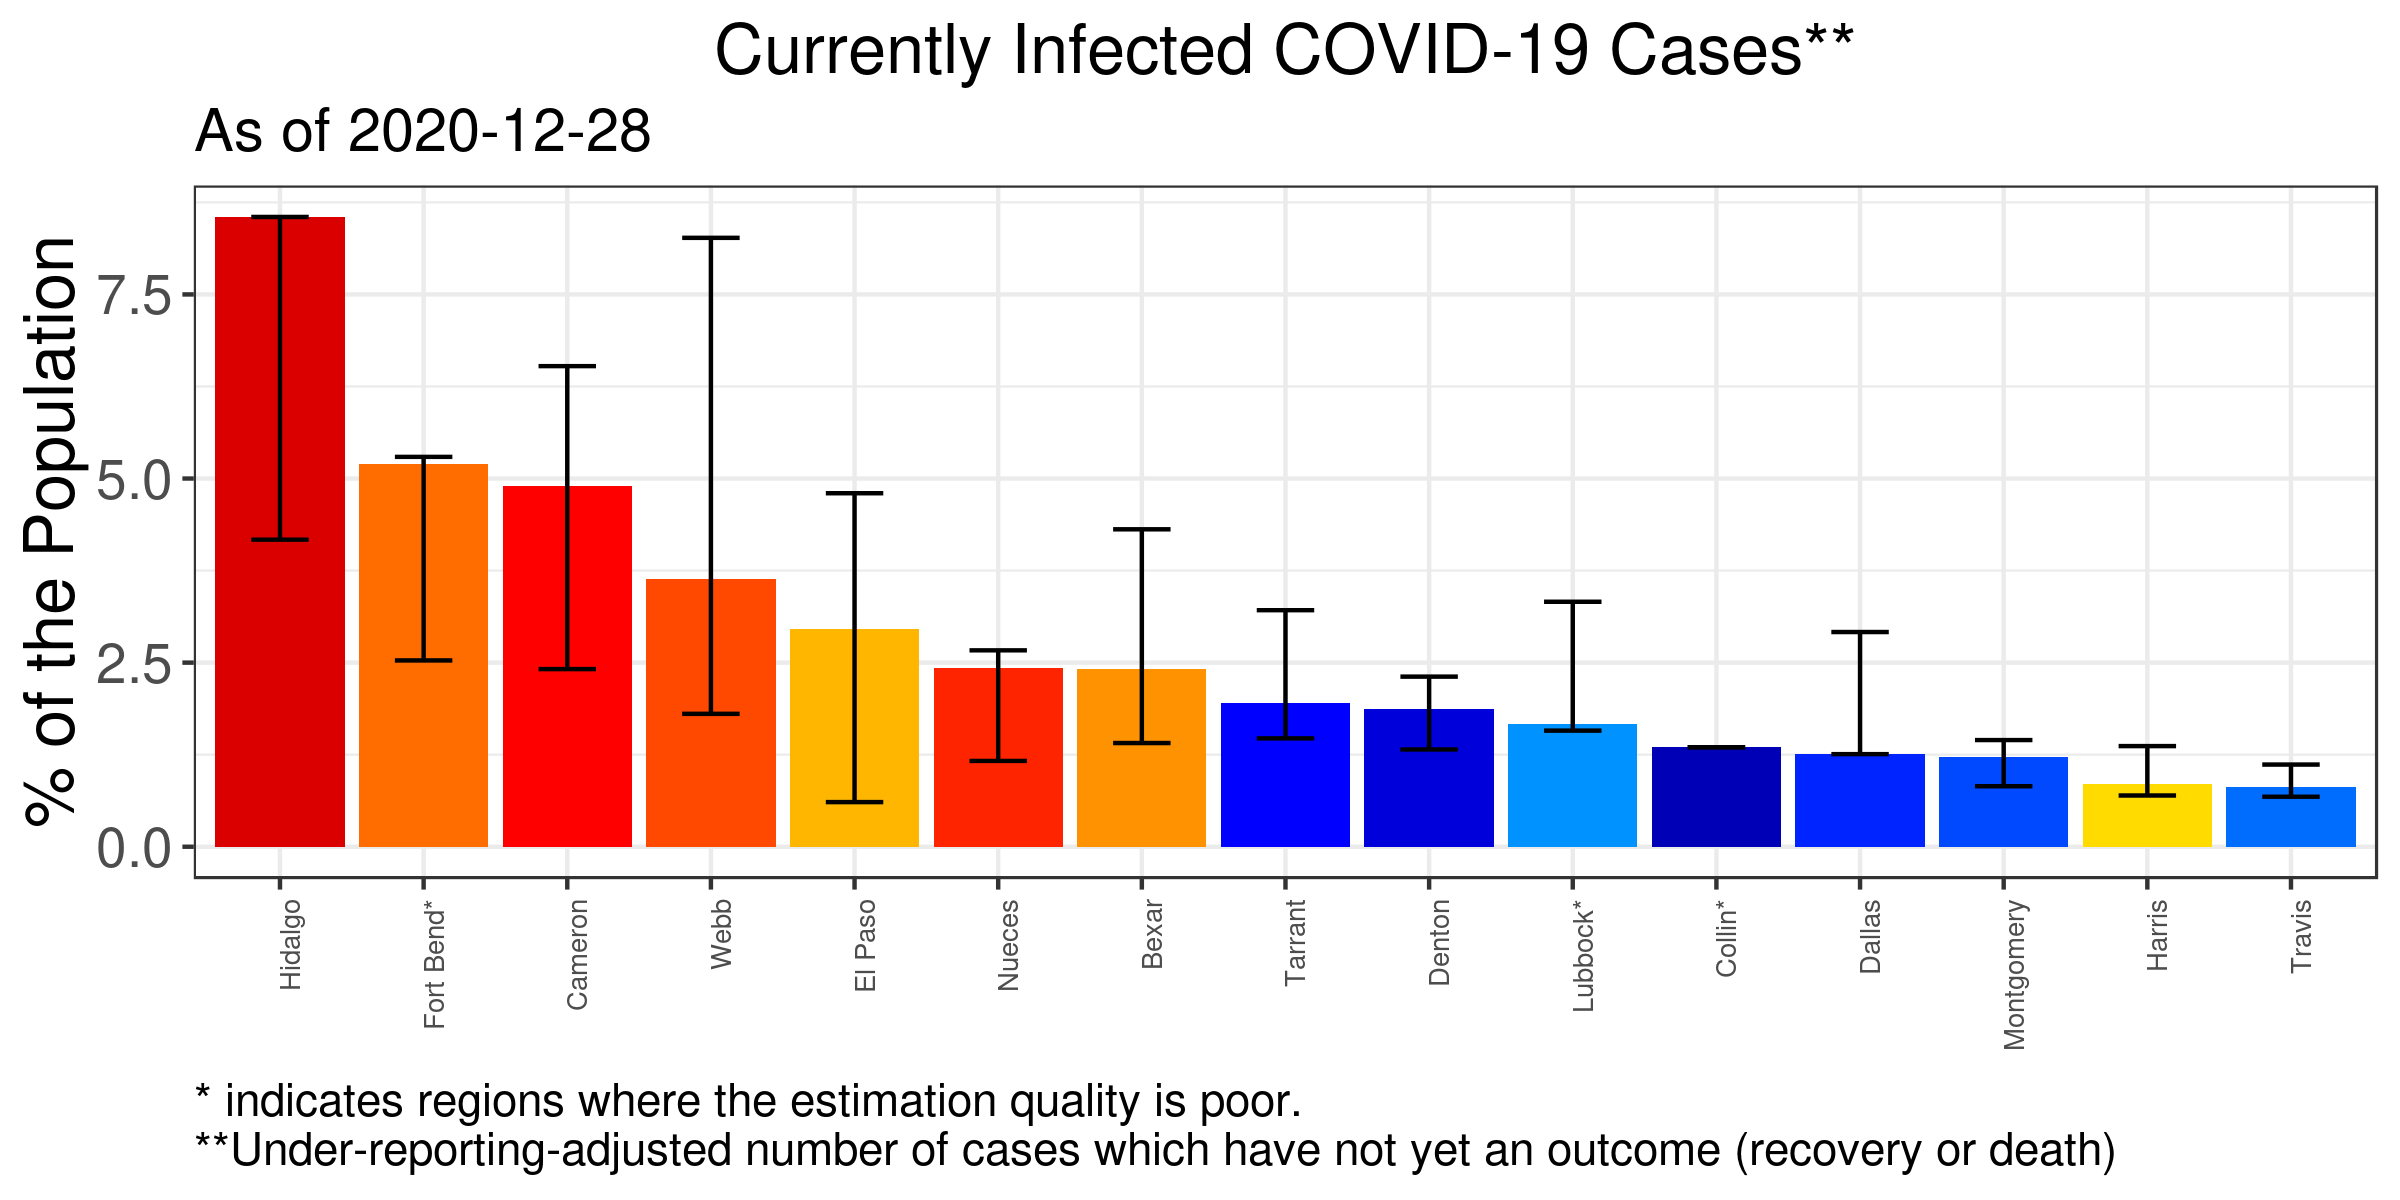 Currently Infected COVID-19 Cases**
As of 2020-12-28
% of the Population
7.5
5.0
2.5
0.0
Hidalgo
Fort Bend*
Cameron
Webb
El Paso
Nueces
Bexar
Tarrant
Denton
Lubbock*
Collin*
Dallas
Montgomery
Harris
Travis
* indicates regions where the estimation quality is poor.
**Under-reporting-adjusted number of cases which have not yet an outcome (recovery or death)